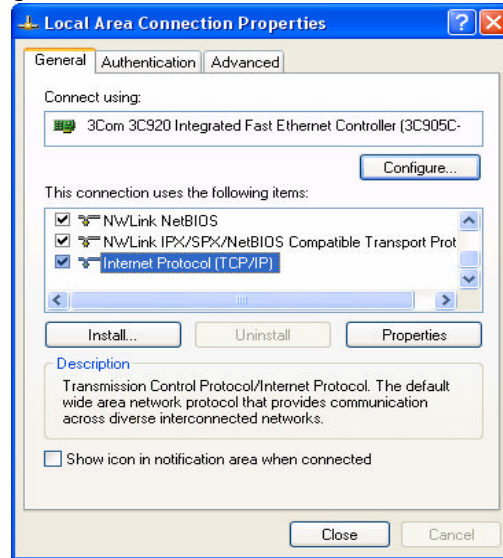 Local Area Connection Properties
General Authentication Advanced
Connect using:
3Com 3C920 Integrated Fast Ethernet Controller (3C905C-
Configure...
This connection uses the following items:
NWLink NetBIOS
NWLink IPX/SPX/NetBIOS Compatible Transport Prot
Internet Protocol (TCP/IP)
Install... Uninstall Properties
Description
Transmission Control Protocol/Internet Protocol. The default
wide area network protocol that provides communication
across diverse interconnected networks.
Show icon in notification area when connected
Close Cancel